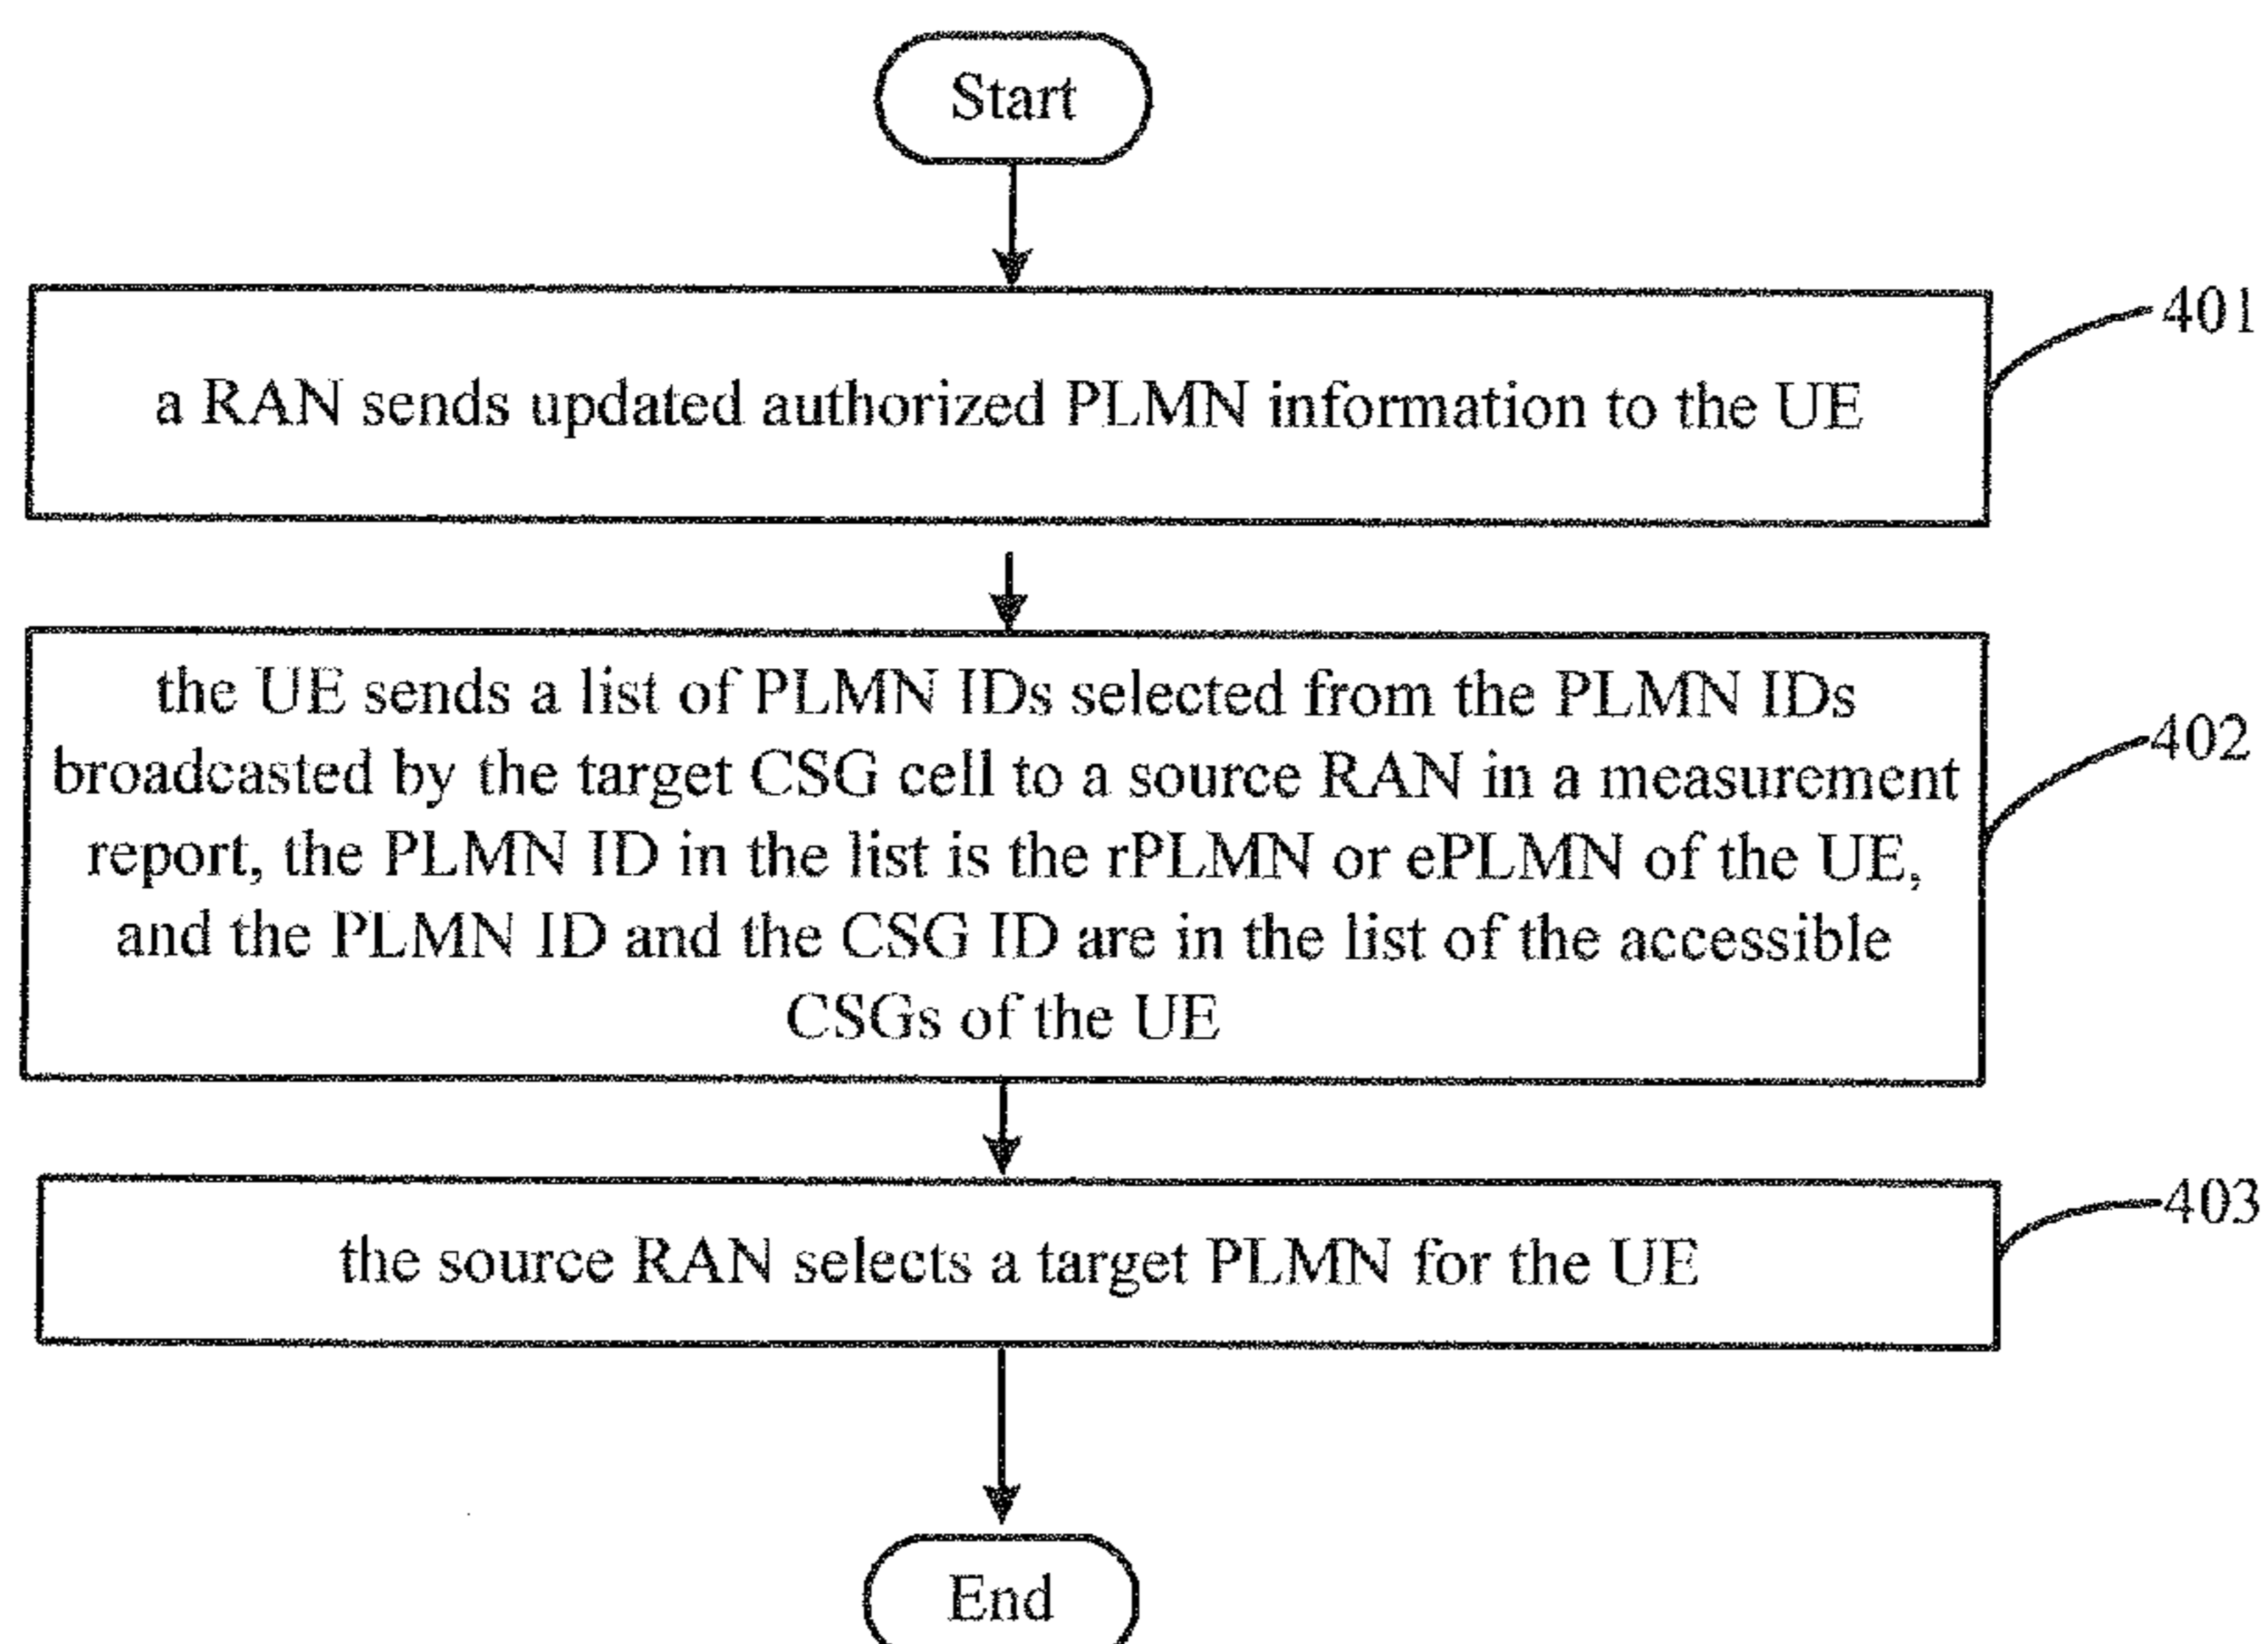 Start
a RAN sends updated authorized PLMN information to the UE
401
the UE sends a list of PLMN IDs selected from the PLMN IDs
broadcasted by the target CSG cell to a source RAN in a measurement
report, the PLMN ID in the list is the rPLMN or ePLMN of the UE,
and the PLMN ID and the CSG ID are in the list of the accessible
CSGs of the UE
402
the source RAN selects a target PLMN for the UE
403
End